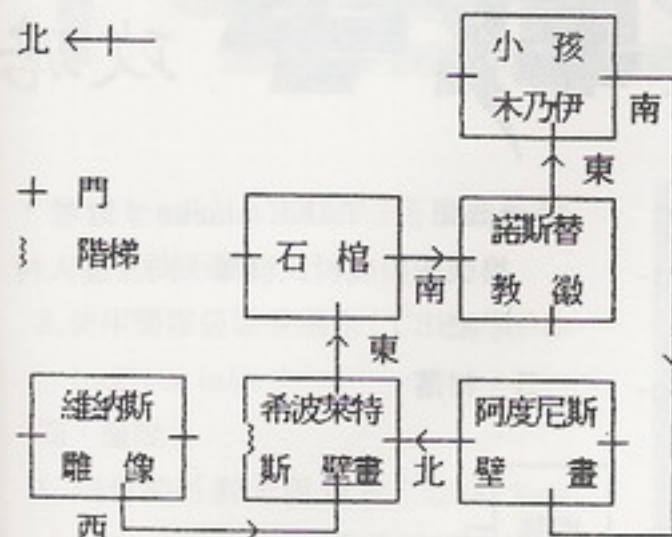 北
小 孩
木乃伊
南
東
門
階梯
石 棺
南
諾斯替
教 徽
東
維納斯
雕 像
希波萊特
斯 壁畫
北
阿度尼斯
壁 畫
西